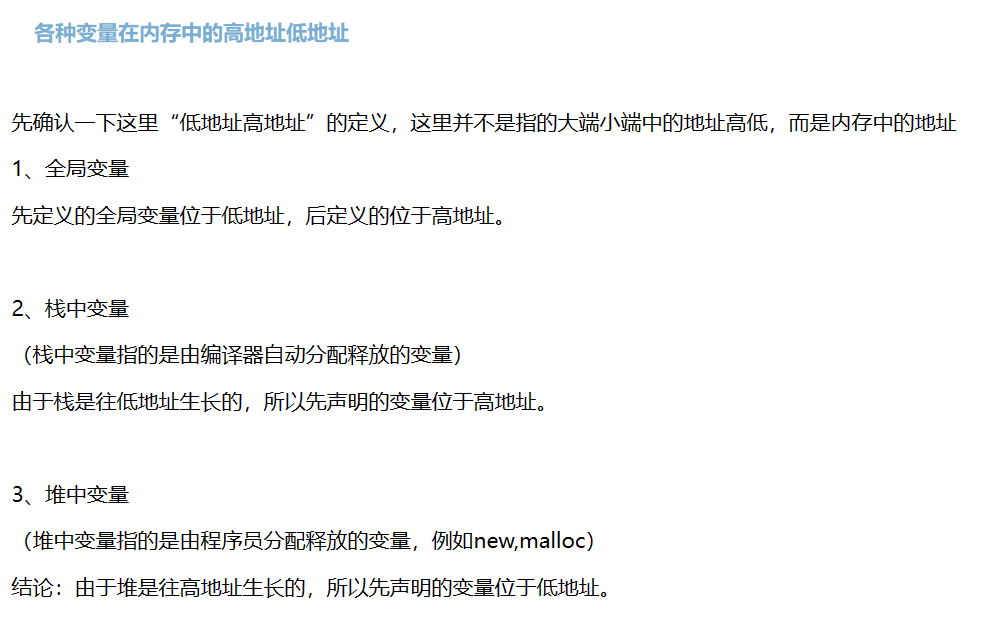 各种变量在内存中的高地址低地址
先确认一下这里“低地址高地址”的定义，这里并不是指的大端小端中的地址高低，而是内存中的地址
1、全局变量
先定义的全局变量位于低地址，后定义的位于高地址。
2、栈中变量
（栈中变量指的是由编译器自动分配释放的变量）
由于栈是往低地址生长的，所以先声明的变量位于高地址。
3、堆中变量
（堆中变量指的是由程序员分配释放的变量，例如new,malloc）
结论：由于堆是往高地址生长的，所以先声明的变量位于低地址。